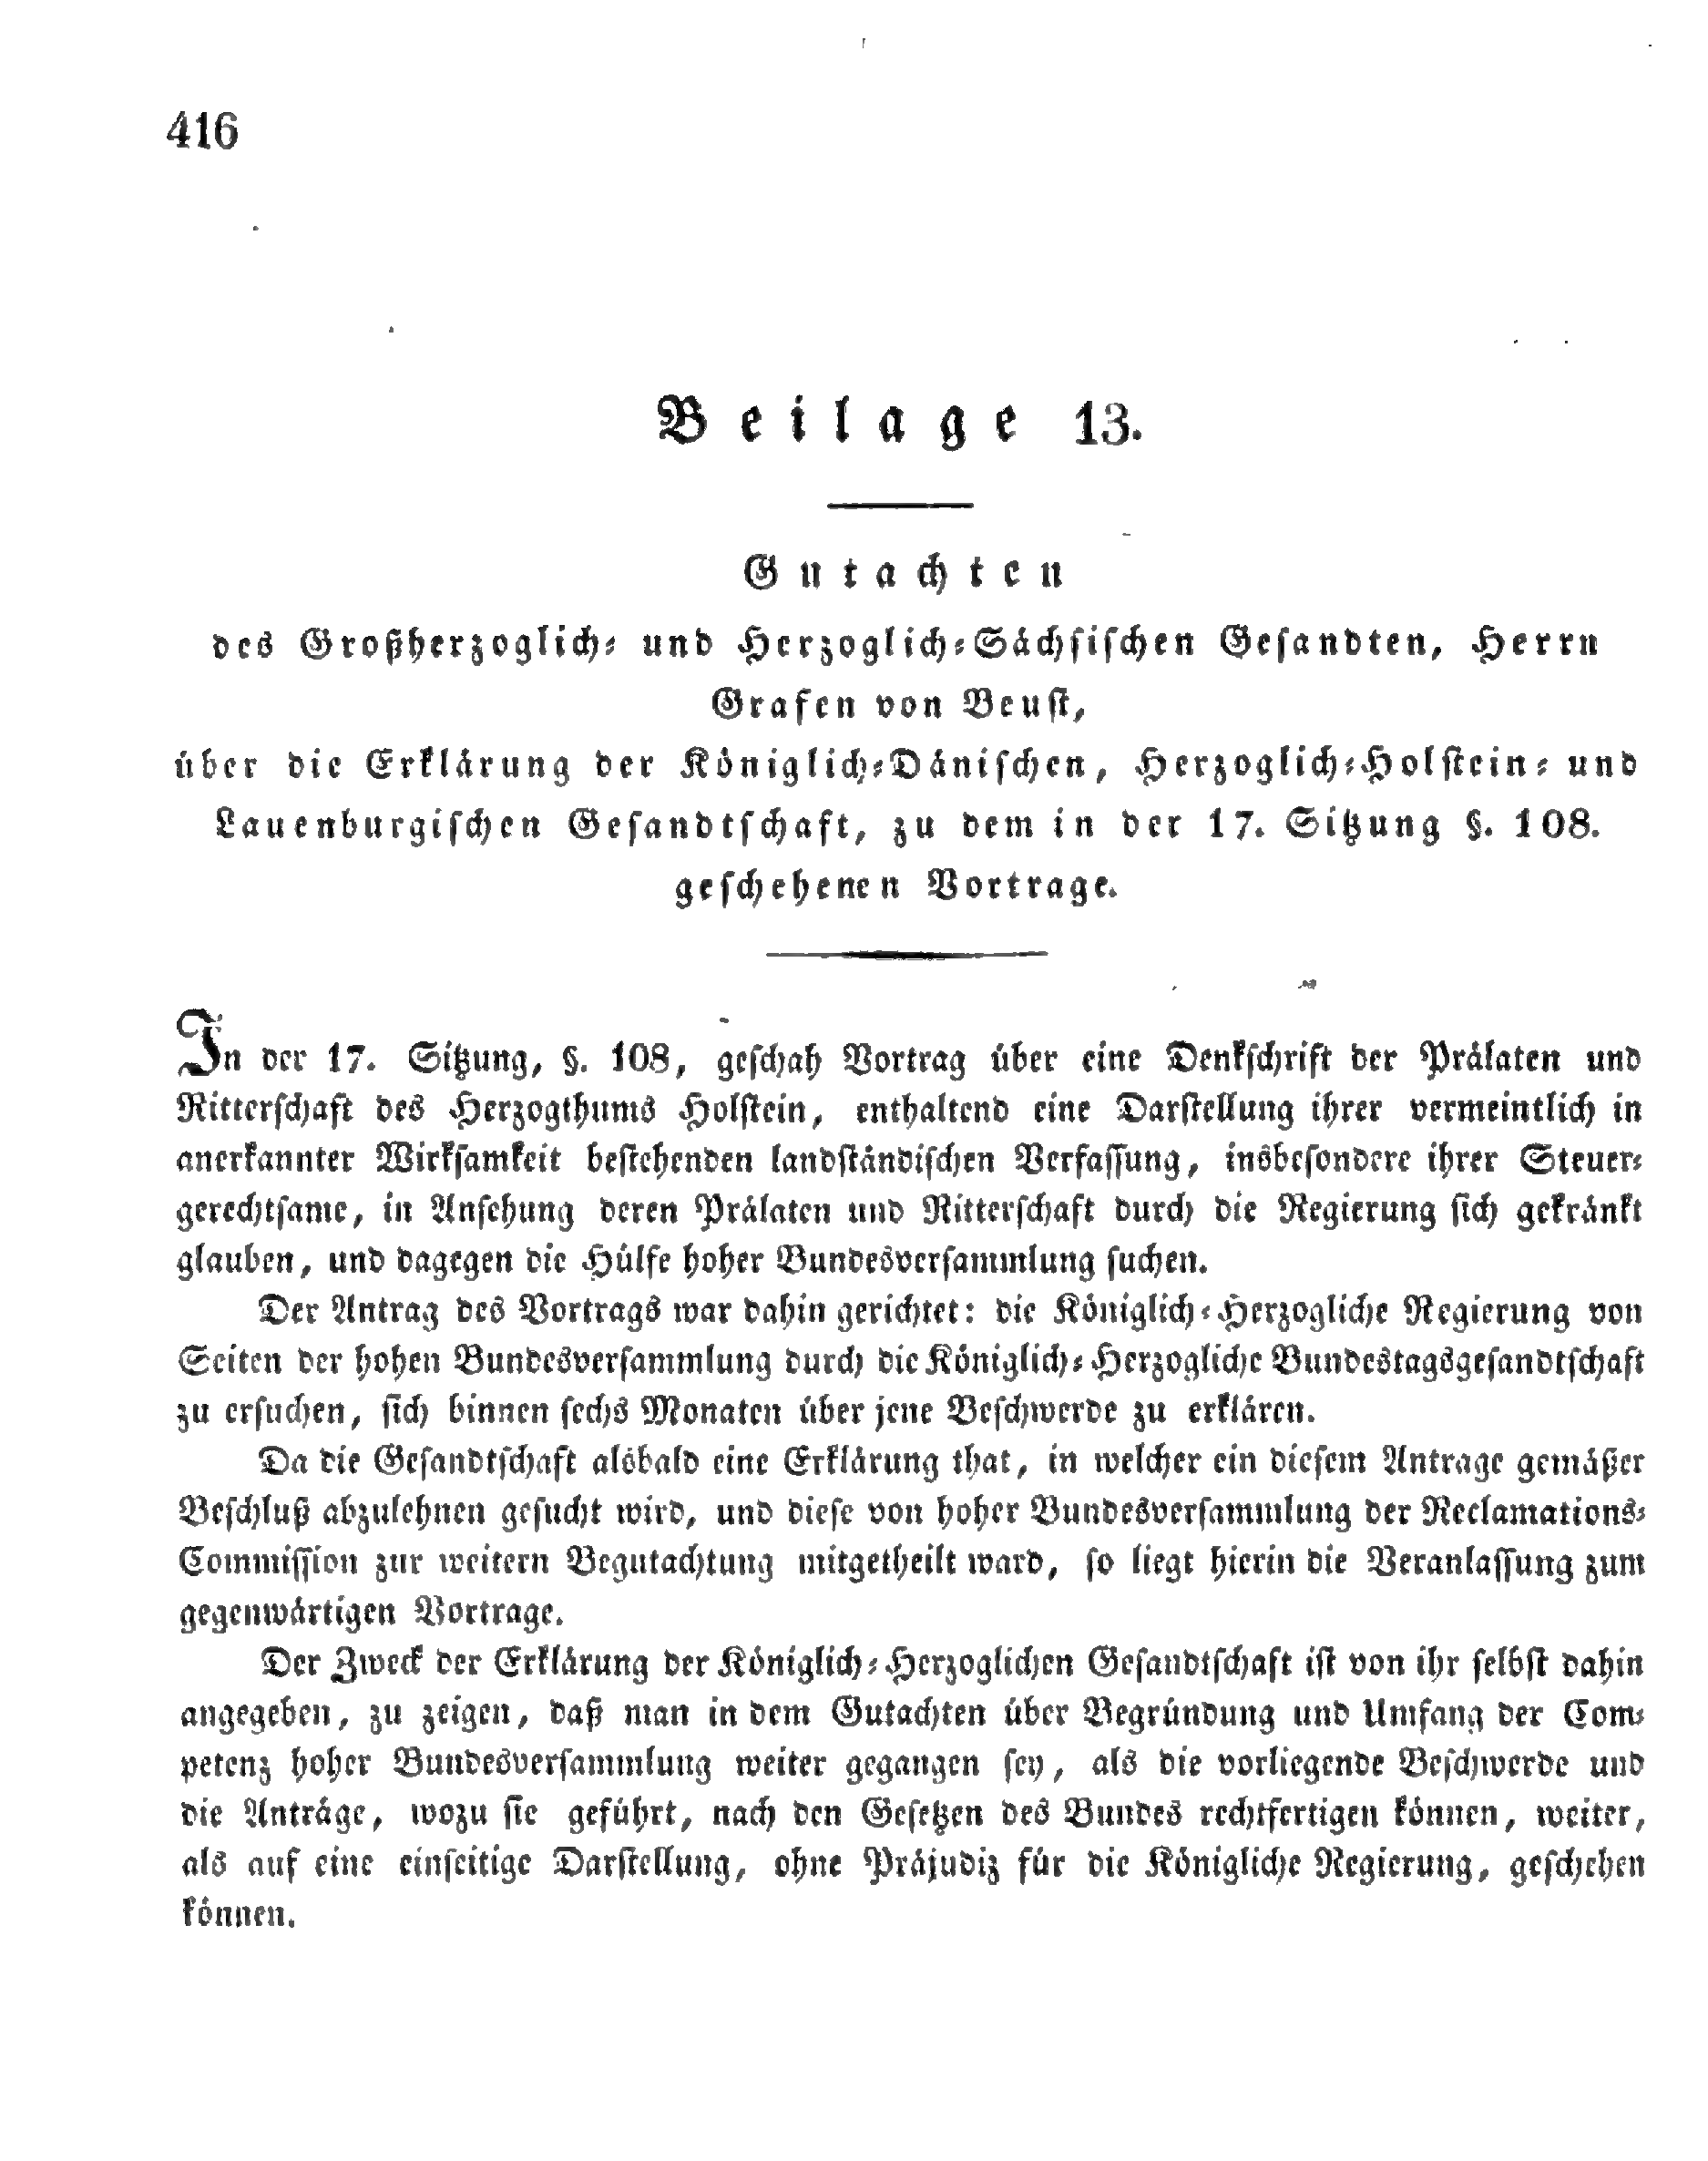 416
Beilage 13.
Gutachten
des Großherzoglich- und Herzoglich-Sächsischen Gesandten, Herrn
Grafen von Beust,
über die Erklärung der Königlich-Dänischen, Herzoglich-Holstein- und
Lauenburgischen Gesandtschaft, zu dem in der 17. Sitzung §. 108.
geschehenen Vortrage.
In der 17. Sitzung, §. 108, geschah Vortrag über eine Denkschrift der Prälaten und
Ritterschaft des Herzogthums Holstein, enthaltend eine Darstellung ihrer vermeintlich in
anerkannter Wirksamkeit bestehenden landständischen Verfassung, insbesondere ihrer Steuer-
gerechtsame, in Ansehung deren Prälaten und Ritterschaft durch die Regierung sich gekränkt
glauben, und dagegen die Hülfe hoher Bundesversammlung suchen.
Der Antrag des Vortrags war dahin gerichtet: die Königlich-Herzogliche Regierung von
Seiten der hohen Bundesversammlung durch die Königlich-Herzogliche Bundestagsgesandtschaft
zu ersuchen, sich binnen sechs Monaten über jene Beschwerde zu erklären.
Da die Gesandtschaft alsbald eine Erklärung that, in welcher ein diesem Antrage gemäßer
Beschluß abzulehnen gesucht wird, und diese von hoher Bundesversammlung der Reclamations-
Commission zur weitern Begutachtung mitgetheilt ward, so liegt hierin die Veranlassung zum
gegenwärtigen Vortrage.
Der Zweck der Erklärung der Königlich-Herzoglichen Gesandtschaft ist von ihr selbst dahin
angegeben, zu zeigen, daß man in dem Gutachten über Begründung und Umfang der Com-
petenz hoher Bundesversammlung weiter gegangen sey, als die vorliegende Beschwerde und
die Anträge, wozu sie geführt, nach den Gesetzen des Bundes rechtfertigen können, weiter,
als auf eine einseitige Darstellung, ohne Präjudiz für die Königliche Regierung, geschehen
können.